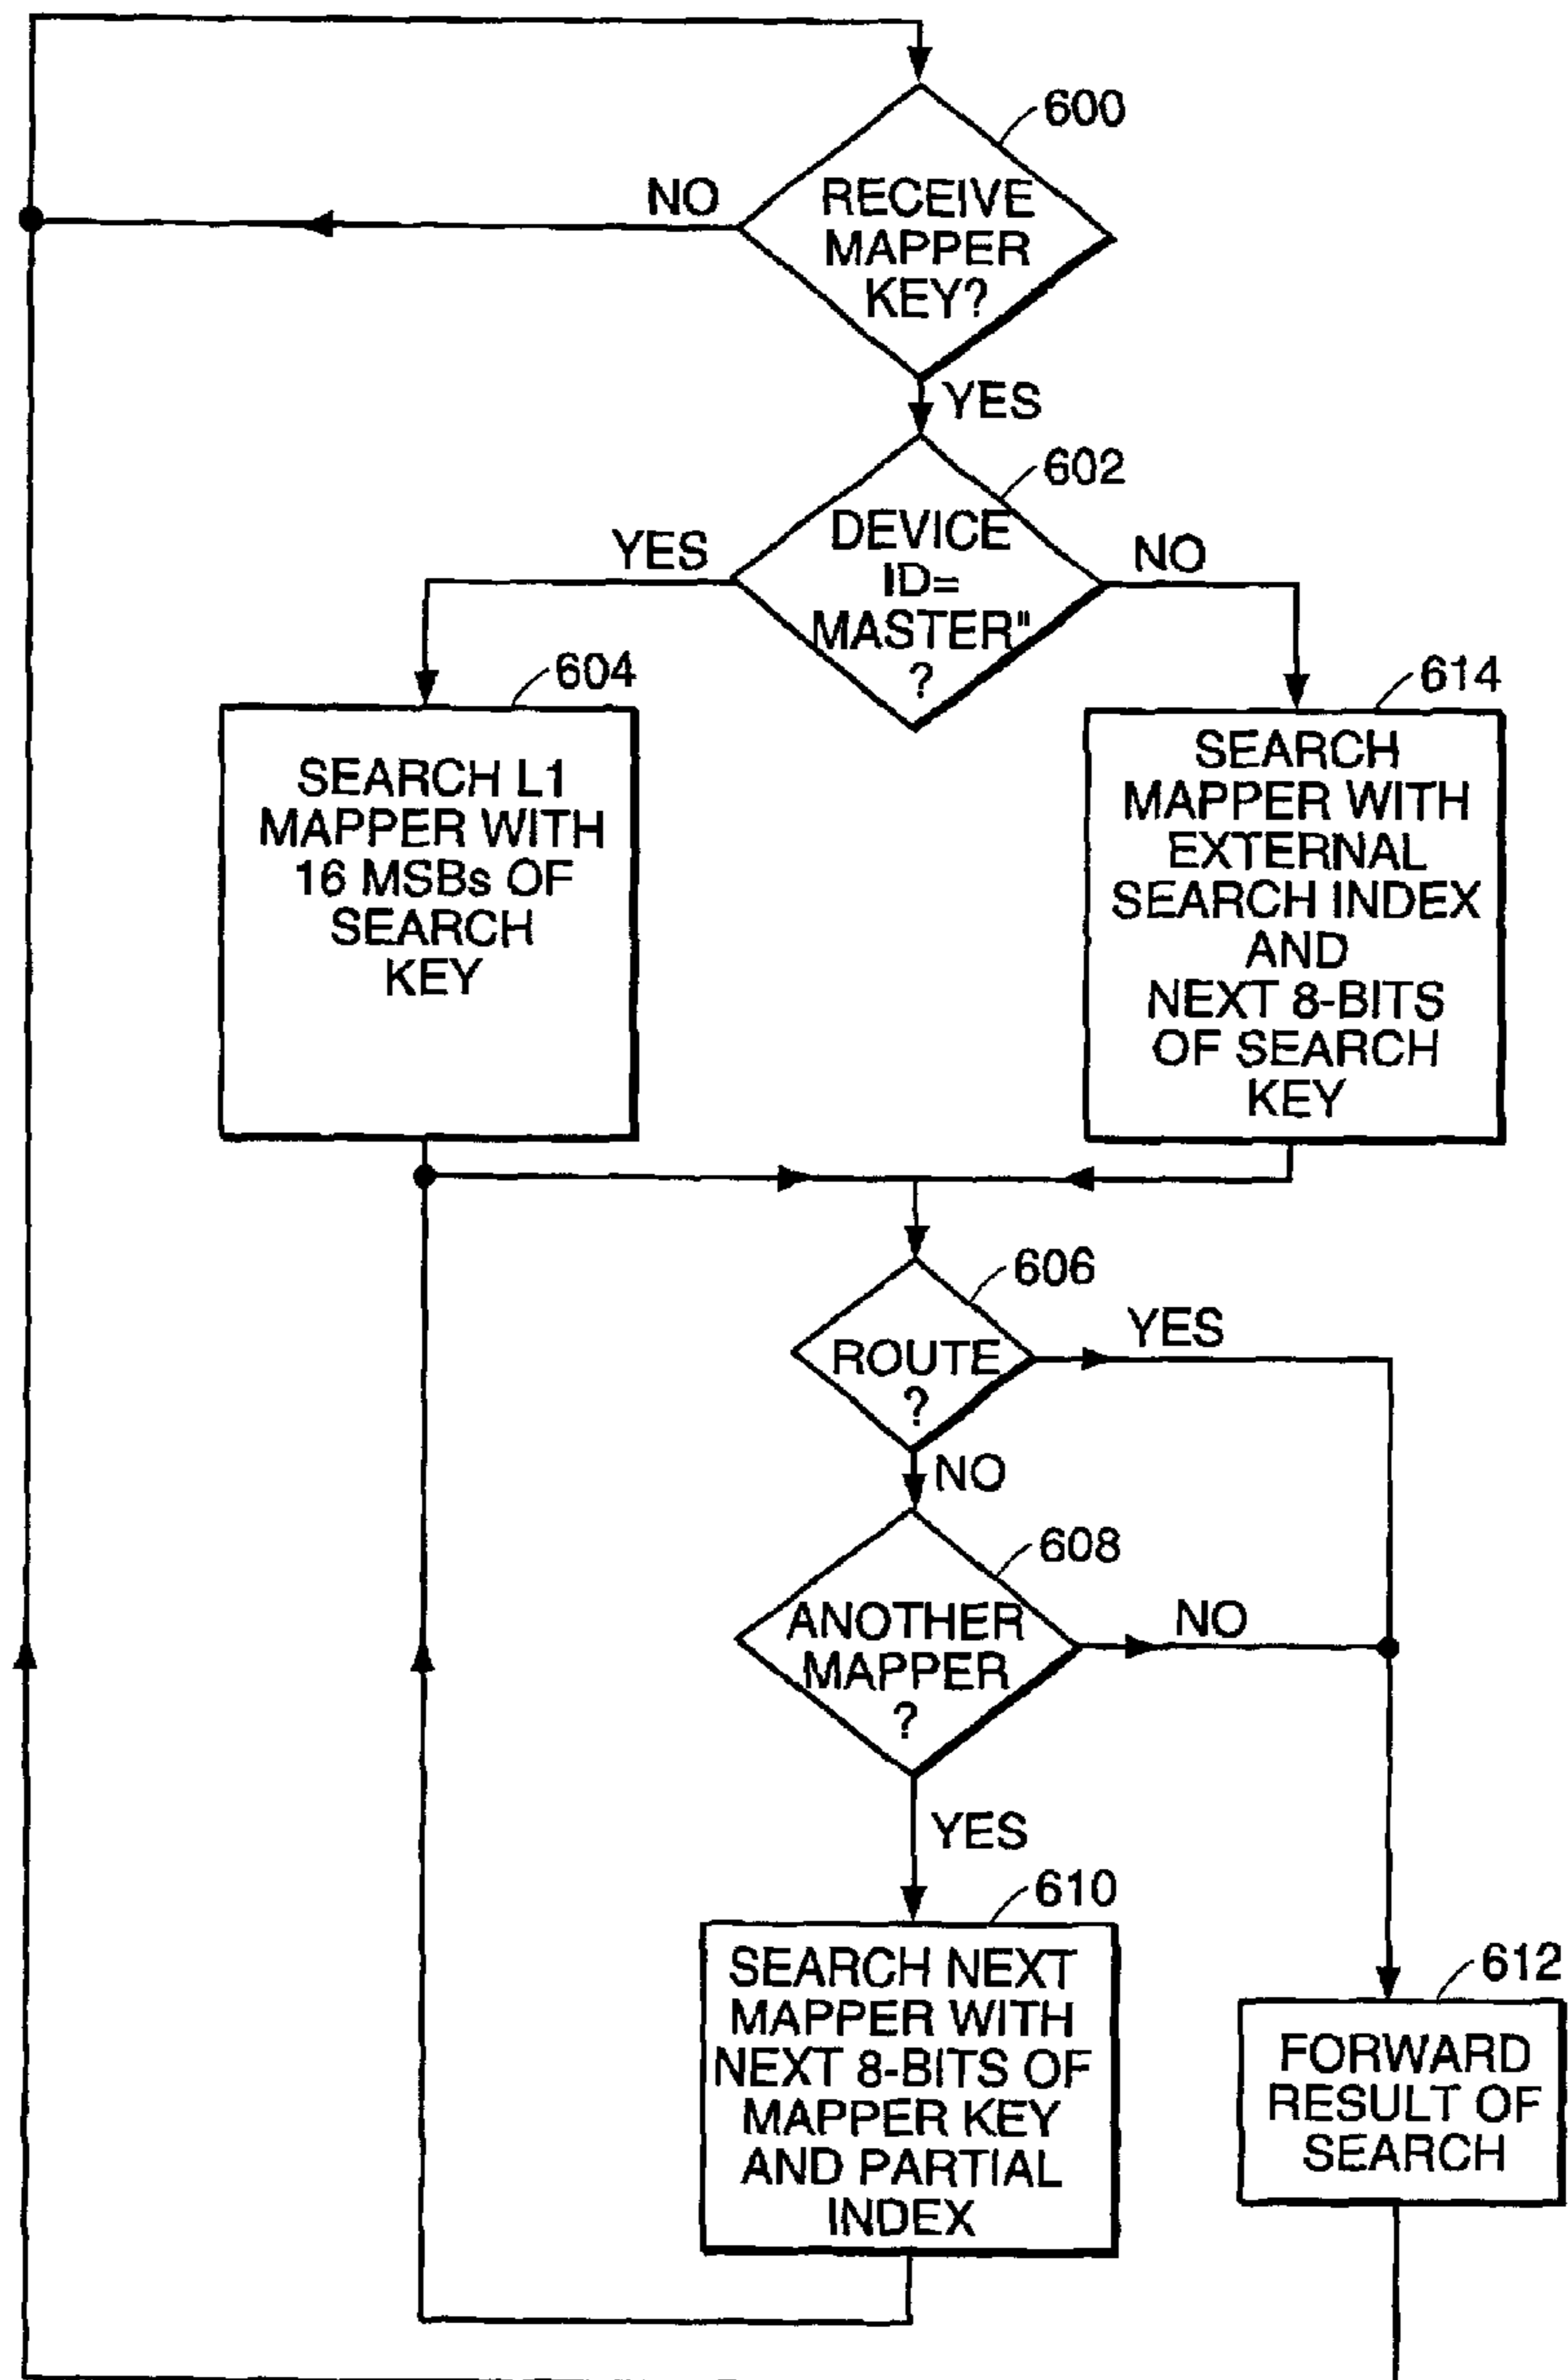 600
NO
RECEIVE
MAPPER
KEY?
YES
602
YES
DEVICE
ID=
MASTER"
?
NO
604
SEARCH L1
MAPPER WITH
16 MSBs OF
SEARCH
KEY
614
SEARCH
MAPPER WITH
EXTERNAL
SEARCH INDEX
AND
NEXT 8-BITS
OF SEARCH
KEY
606
ROUTE
?
YES
NO
608
ANOTHER
MAPPER
?
NO
YES
610
SEARCH NEXT
MAPPER WITH
NEXT 8-BITS OF
MAPPER KEY
AND PARTIAL
INDEX
612
FORWARD
RESULT OF
SEARCH